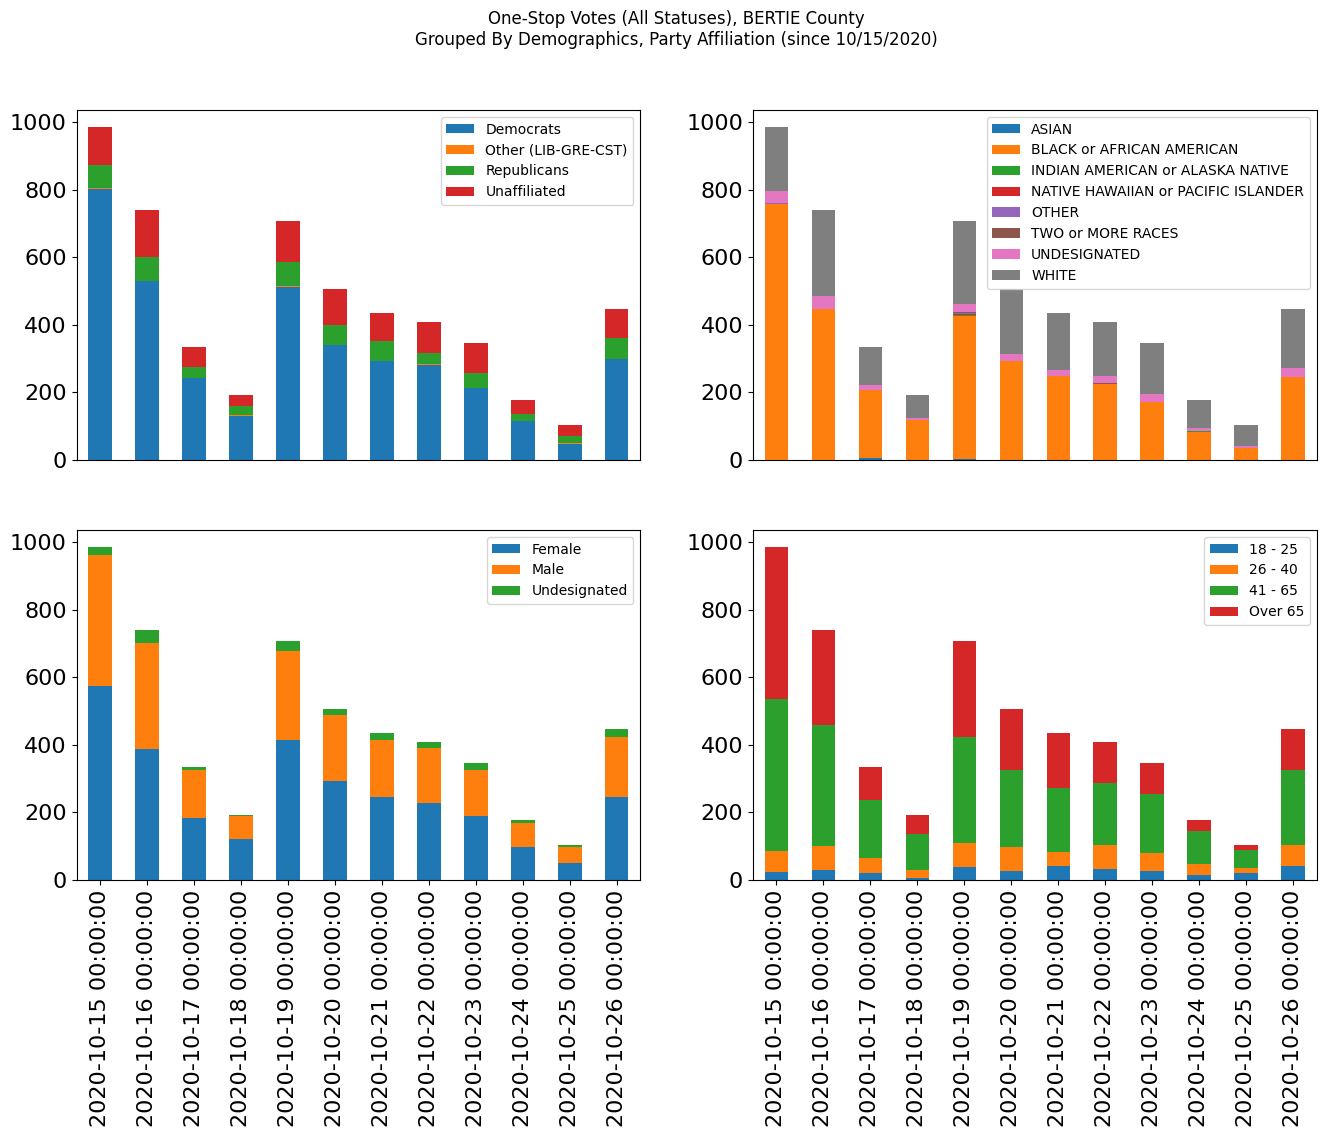 One-Stop Votes (All Statuses), BERTIE County
Grouped By Demographics, Party Affiliation (since 10/15/2020)
1000
800
600
400
200
0
Democrats
Other (LIB-GRE-CST)
Republicans
Unaffiliated
1000
800
600
400
200
0
ASIAN
BLACK or AFRICAN AMERICAN
INDIAN AMERICAN or ALASKA NATIVE
NATIVE HAWAIIAN or PACIFIC ISLANDER
OTHER
TWO or MORE RACES
UNDESIGNATED
WHITE
1000
800
600
400
200
0
Female
Male
Undesignated
2020-10-15 00:00:00
2020-10-16 00:00:00
2020-10-17 00:00:00
2020-10-18 00:00:00
2020-10-19 00:00:00
2020-10-20 00:00:00
2020-10-21 00:00:00
2020-10-22 00:00:00
2020-10-23 00:00:00
2020-10-24 00:00:00
2020-10-25 00:00:00
2020-10-26 00:00:00
1000
800
600
400
200
0
18 - 25
26 - 40
41 - 65
Over 65
2020-10-15 00:00:00
2020-10-16 00:00:00
2020-10-17 00:00:00
2020-10-18 00:00:00
2020-10-19 00:00:00
2020-10-20 00:00:00
2020-10-21 00:00:00
2020-10-22 00:00:00
2020-10-23 00:00:00
2020-10-24 00:00:00
2020-10-25 00:00:00
2020-10-26 00:00:00